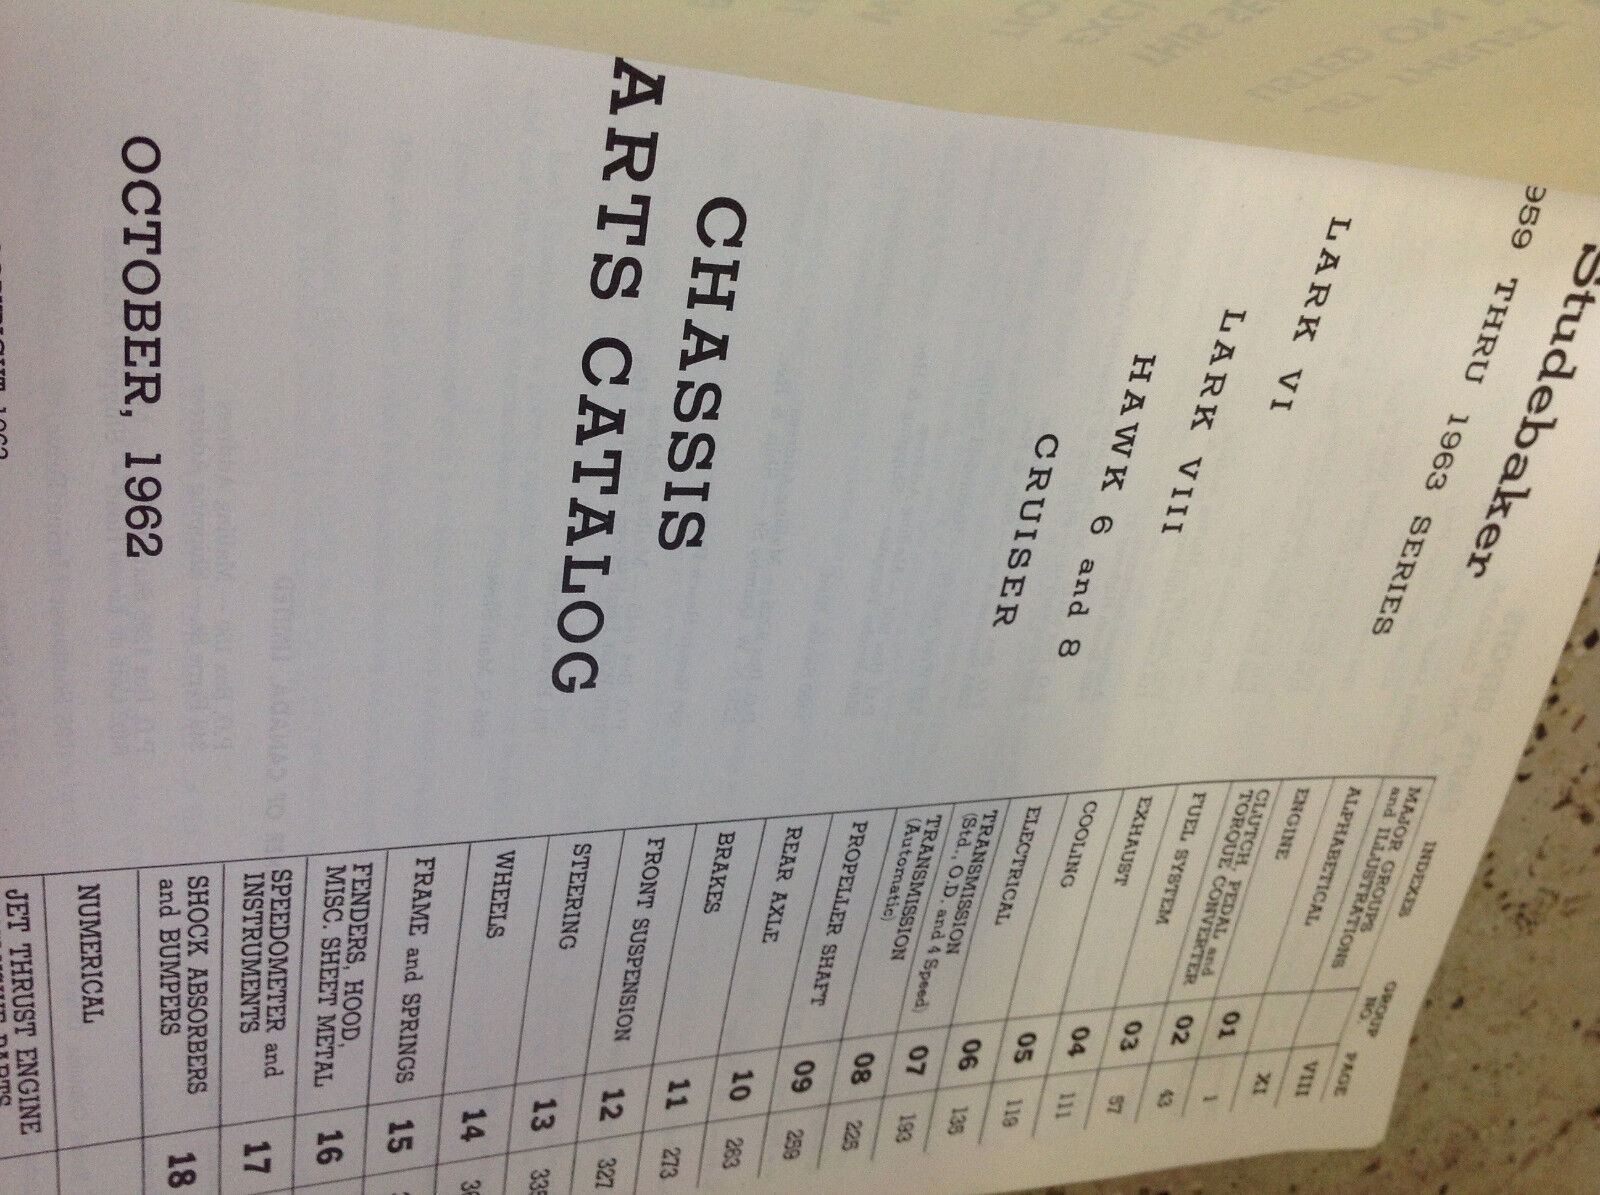 Studebaker
959 THRU 1963 SERIES
LARK VI
LARK VIII
HAWK 6 and 8
CRUISER
CHASSIS
ARTS CATALOG
OCTOBER, 1962
INDEXES GROUP NO. PAGE
MAJOR GROUPS and ILLUSTRATIONS VIII
ALPHABETICAL XI
ENGINE 01 1
CLUTCH, PEDAL and TORQUE CONVERTER 02 43
FUEL SYSTEM 03 57
EXHAUST 04 111
COOLING 05 119
ELECTRICAL 06 135
TRANSMISSION (Std., O.D. and 4 Speed) 07 193
TRANSMISSION (Automatic) 08 225
PROPELLER SHAFT 09 259
REAR AXLE 10 263
BRAKES 11 273
FRONT SUSPENSION 12 327
STEERING 13
WHEELS 14
FRAME and SPRINGS 15
FENDERS, HOOD, MISC. SHEET METAL 16
SPEEDOMETER and INSTRUMENTS 17
SHOCK ABSORBERS and BUMPERS 18
NUMERICAL
JET THRUST ENGINE